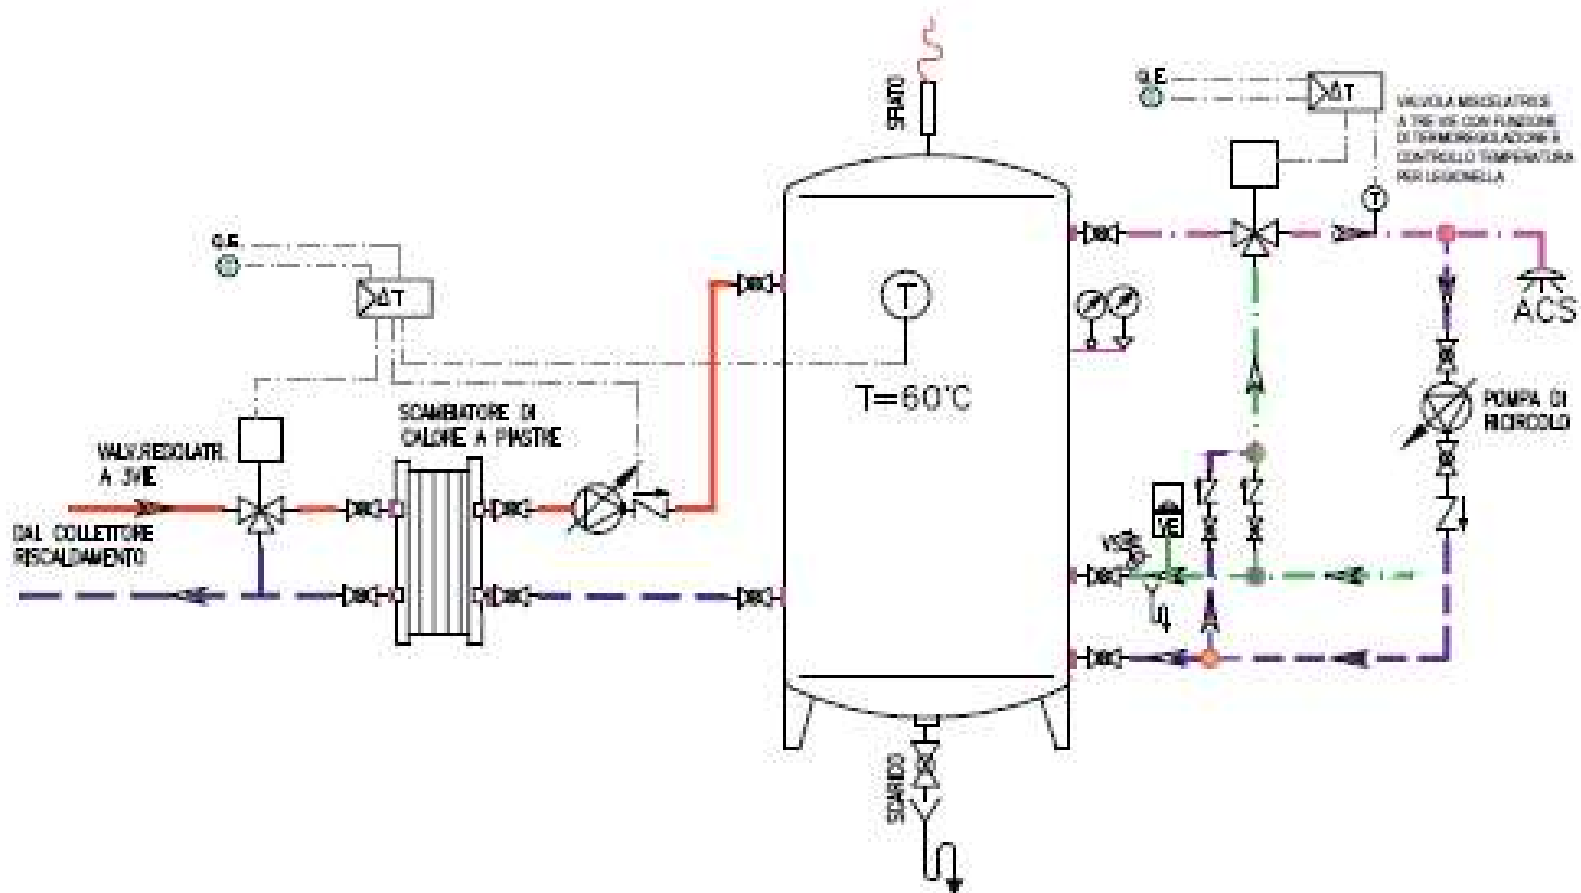 SFIATO
Q.E.
ΔT
VALVOLA MISCELATRICE
A TRE VIE CON FUNZIONE
DI TERMOREGOLAZIONE E
CONTROLLO TEMPERATURA
PER LEGIONELLA
T
Q.E.
ΔT
T
ACS
T=60°C
SCAMBIATORE DI
CALORE A PIASTRE
POMPA DI
RICIRCOLO
VALV.REGOLATR.
A 3VIE
DAL COLLETTORE
RISCALDAMENTO
VE
SCARICO